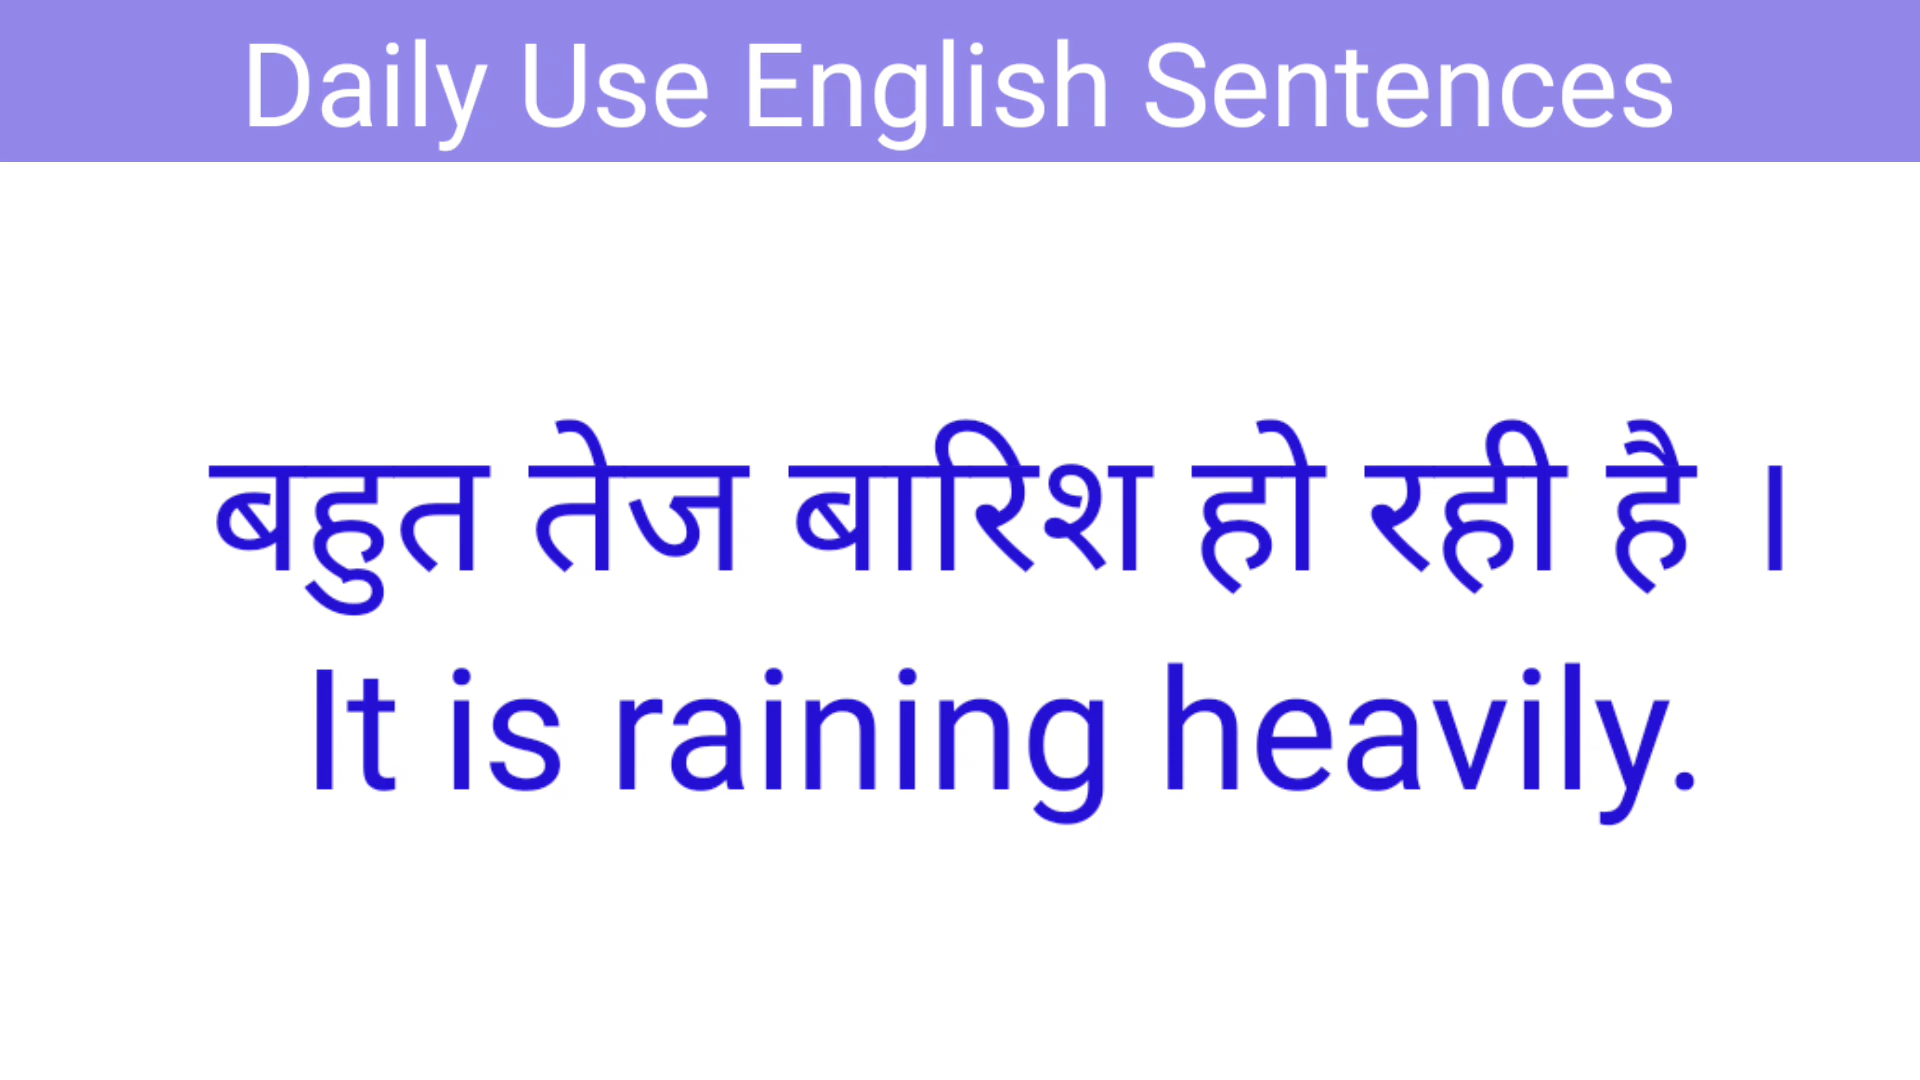 Daily Use English Sentences
बहुत तेज बारिश हो रही है ।
It is raining heavily.